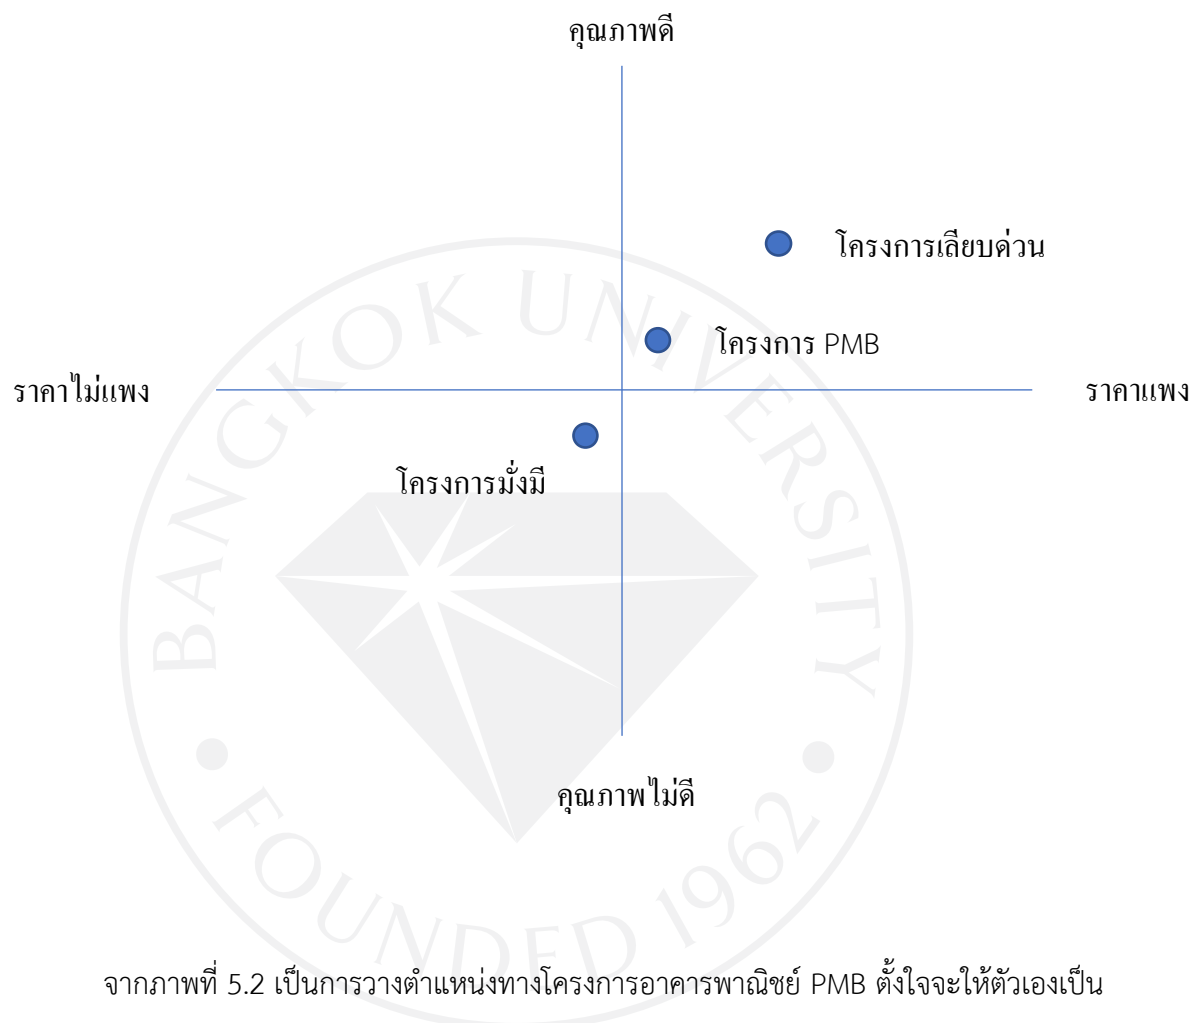 คุณภาพดี
โครงการเลียบด่วน
โครงการ PMB
ราคาไม่แพง
ราคาแพง
โครงการมั่งมี
คุณภาพไม่ดี
BANGKOK UNIVERSITY
FOUNDED 1962
จากภาพที่ 5.2 เป็นการวางตำแหน่งทางโครงการอาคารพาณิชย์ PMB ตั้งใจจะให้ตัวเองเป็น